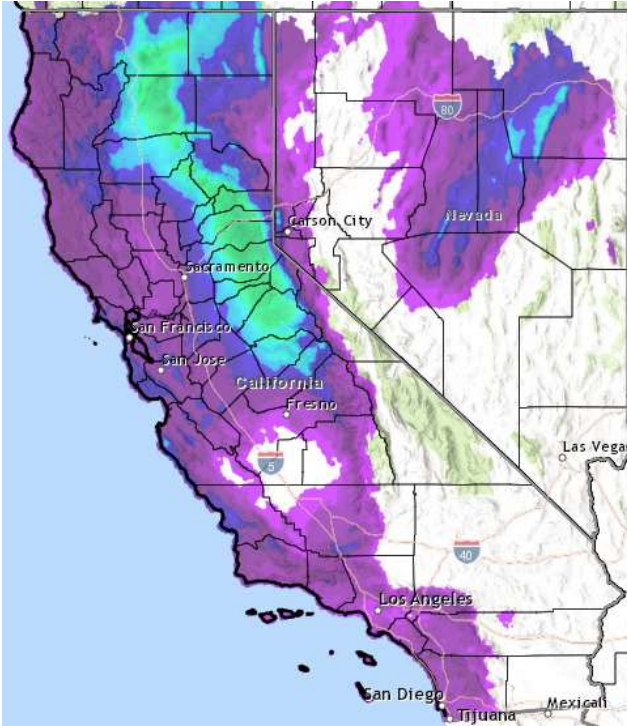 80
Nevada
Carson City
Sacramento
San Francisco
San Jose
California
Fresno
Las Vega
5
40
Los Angeles
San Diego
Mexicali
Tijuana